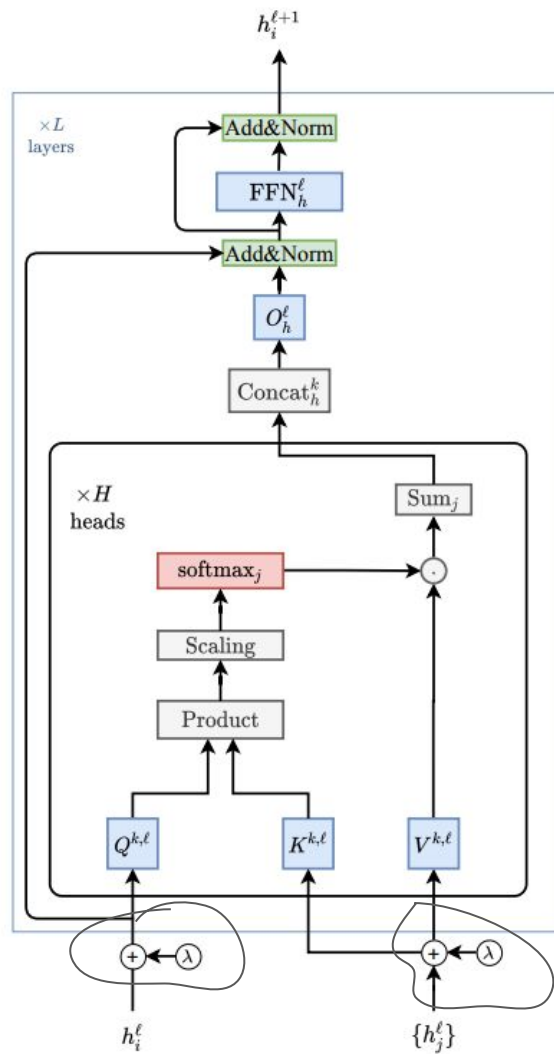 h_i^{ℓ+1}
×L
layers
Add&Norm
FFN_h^ℓ
Add&Norm
O_h^ℓ
Concat_h^k
×H
heads
Sum_j
softmax_j
·
Scaling
Product
Q^{k,ℓ}
K^{k,ℓ}
V^{k,ℓ}
+ λ
+ λ
h_i^ℓ
{h_j^ℓ}